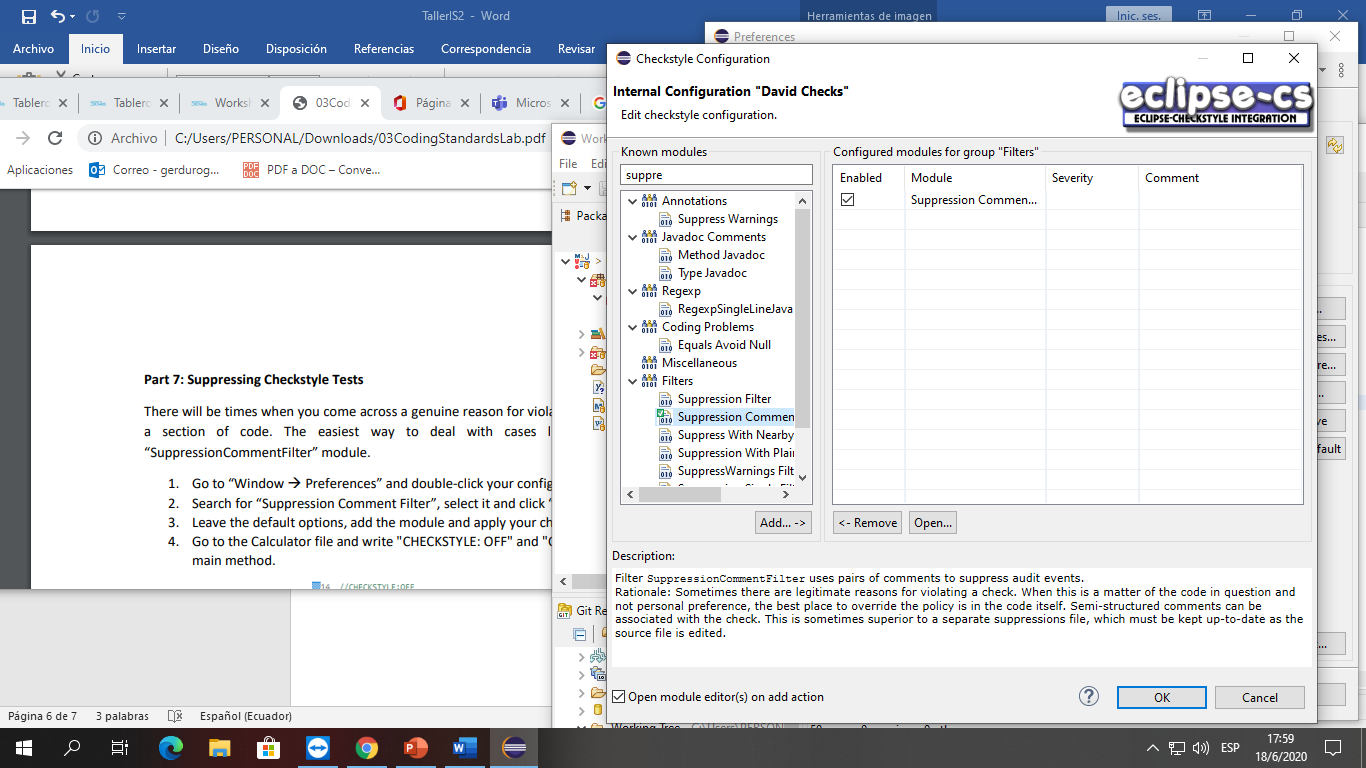 TallerIS2 - Word
Herramientas de imagen
Inic. ses.
Archivo Inicio Insertar Diseño Disposición Referencias Correspondencia Revisar
Preferences
Tablero Tablero Works 03Cod Página Micros
Archivo C:/Users/PERSONAL/Downloads/03CodingStandardsLab.pdf
Aplicaciones Correo - gerdurog... PDF a DOC – Conve...
Part 7: Suppressing Checkstyle Tests
There will be times when you come across a genuine reason for
a section of code. The easiest way to deal with cases
"SuppressionCommentFilter" module.
1. Go to "Window → Preferences" and double-click your config
2. Search for "Suppression Comment Filter", select it and click
3. Leave the default options, add the module and apply your
4. Go to the Calculator file and write "CHECKSTYLE: OFF" and
main method.
14 //CHECKSTYLE:OFF
Página 6 de 7 3 palabras Español (Ecuador)
File
Git Re
Checkstyle Configuration
Internal Configuration "David Checks"
Edit checkstyle configuration.
eclipse-cs
ECLIPSE-CHECKSTYLE INTEGRATION
Known modules
suppre
Annotations
Suppress Warnings
Javadoc Comments
Method Javadoc
Type Javadoc
Regexp
RegexpSingleLineJava
Coding Problems
Equals Avoid Null
Miscellaneous
Filters
Suppression Filter
Suppression Commen
Suppress With Nearby
Suppression With Plai
SuppressWarnings Filt
Add... ->
Configured modules for group "Filters"
Enabled Module Severity Comment
Suppression Commen...
<- Remove Open...
Description:
Filter SuppressionCommentFilter uses pairs of comments to suppress audit events.
Rationale: Sometimes there are legitimate reasons for violating a check. When this is a matter of the code in question and
not personal preference, the best place to override the policy is in the code itself. Semi-structured comments can be
associated with the check. This is sometimes superior to a separate suppressions file, which must be kept up-to-date as the
source file is edited.
Open module editor(s) on add action
OK Cancel
ESP
17:59
18/6/2020